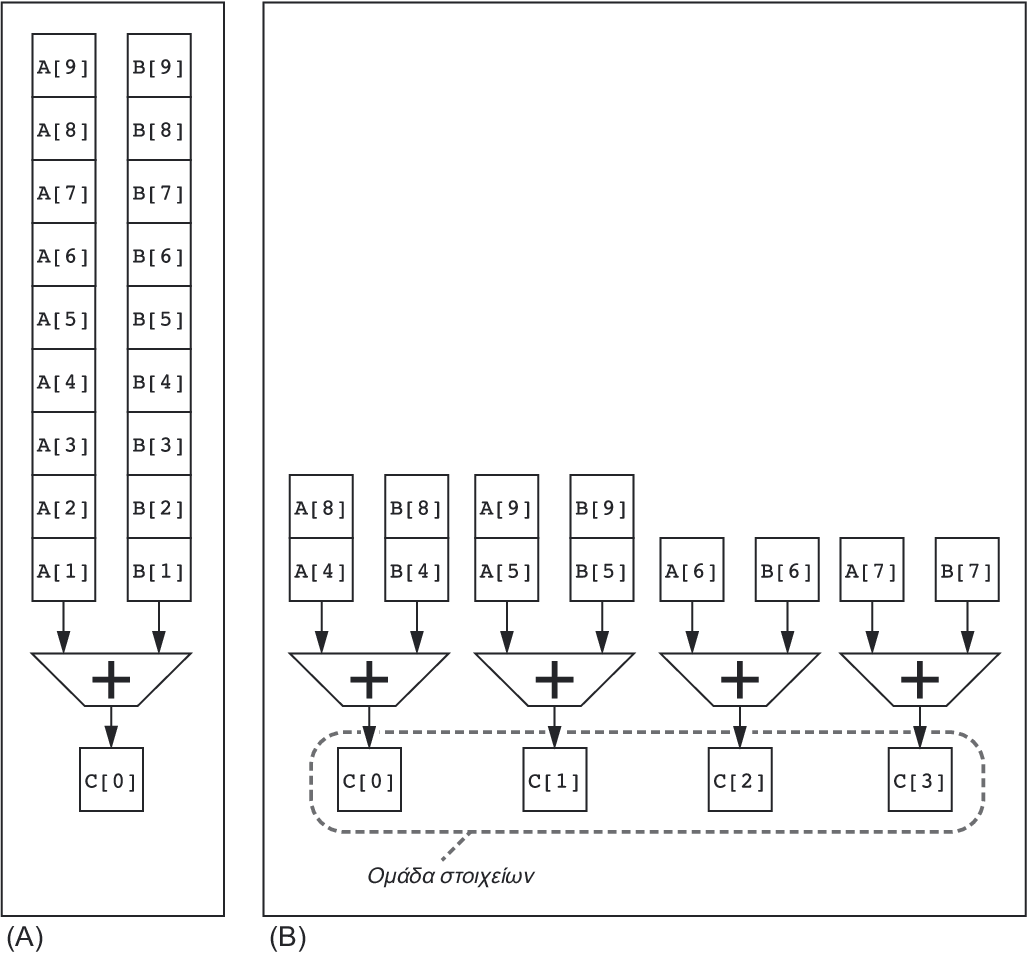 A[9] B[9]
A[8] B[8]
A[7] B[7]
A[6] B[6]
A[5] B[5]
A[4] B[4]
A[3] B[3]
A[2] B[2]
A[1] B[1]
+
C[0]
(A)
A[8] B[8] A[9] B[9]
A[4] B[4] A[5] B[5] A[6] B[6] A[7] B[7]
+ + + +
C[0] C[1] C[2] C[3]
Ομάδα στοιχείων
(B)